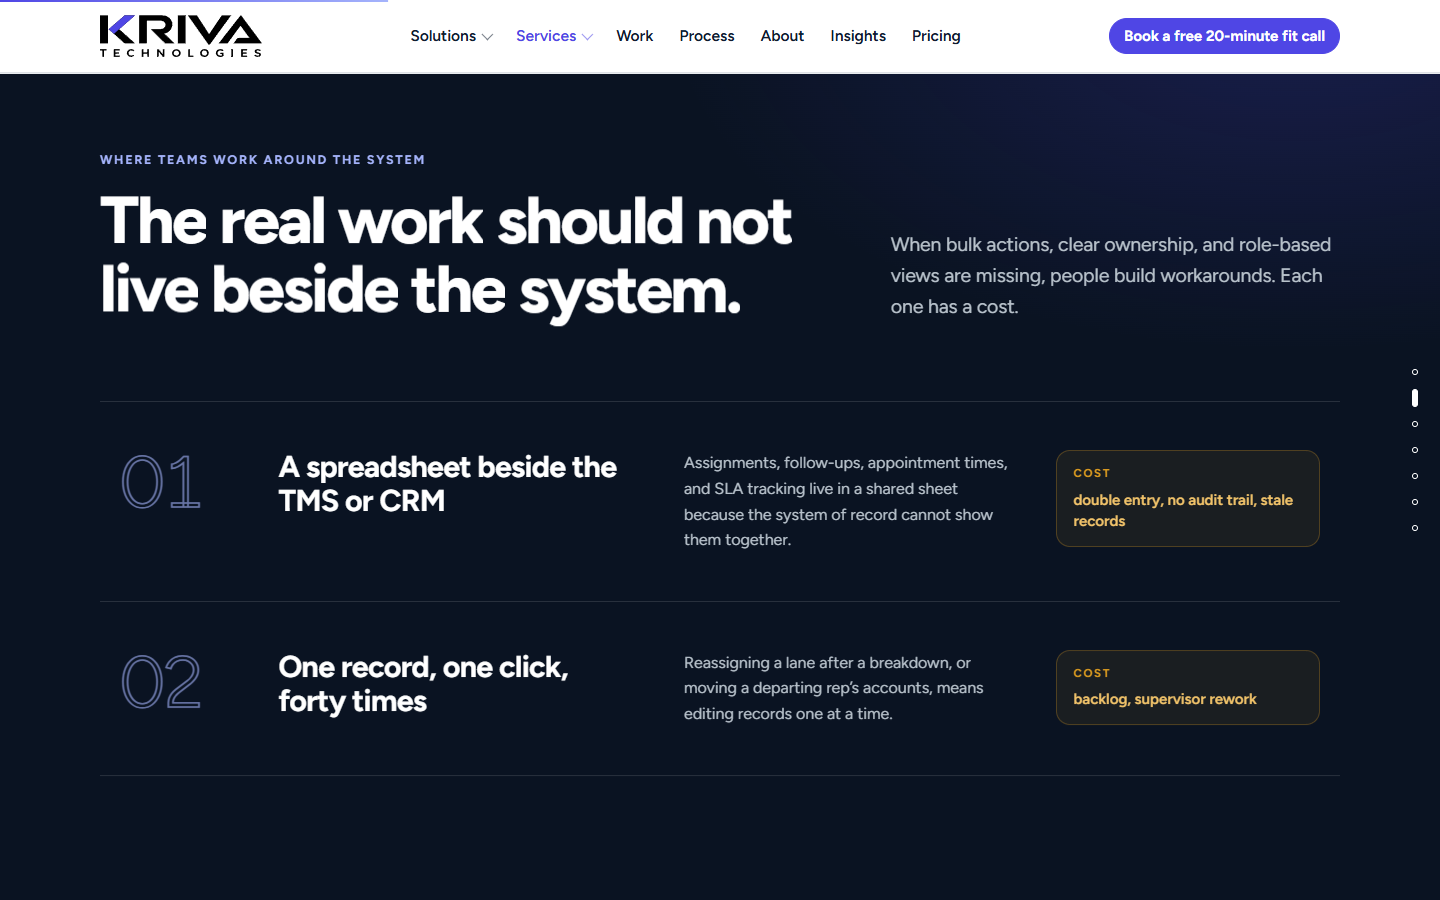 KRIVA
TECHNOLOGIES
Solutions
Services
Work
Process
About
Insights
Pricing
Book a free 20-minute fit call
WHERE TEAMS WORK AROUND THE SYSTEM
The real work should not
live beside the system.
When bulk actions, clear ownership, and role-based
views are missing, people build workarounds. Each
one has a cost.
01
A spreadsheet beside the
TMS or CRM
Assignments, follow-ups, appointment times,
and SLA tracking live in a shared sheet
because the system of record cannot show
them together.
COST
double entry, no audit trail, stale
records
02
One record, one click,
forty times
Reassigning a lane after a breakdown, or
moving a departing rep’s accounts, means
editing records one at a time.
COST
backlog, supervisor rework